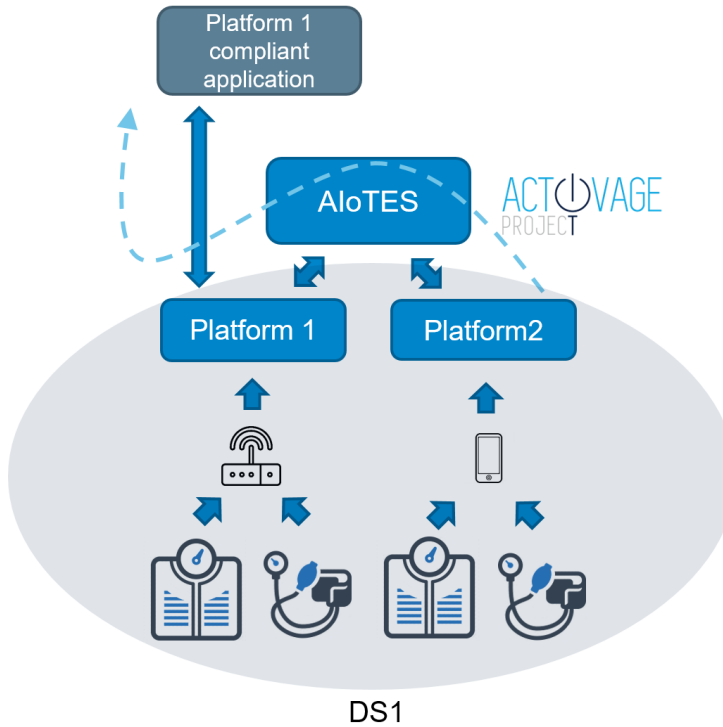 Platform 1
compliant
application
AIoTES
ACTIVAGE
PROJECT
Platform 1
Platform2
DS1